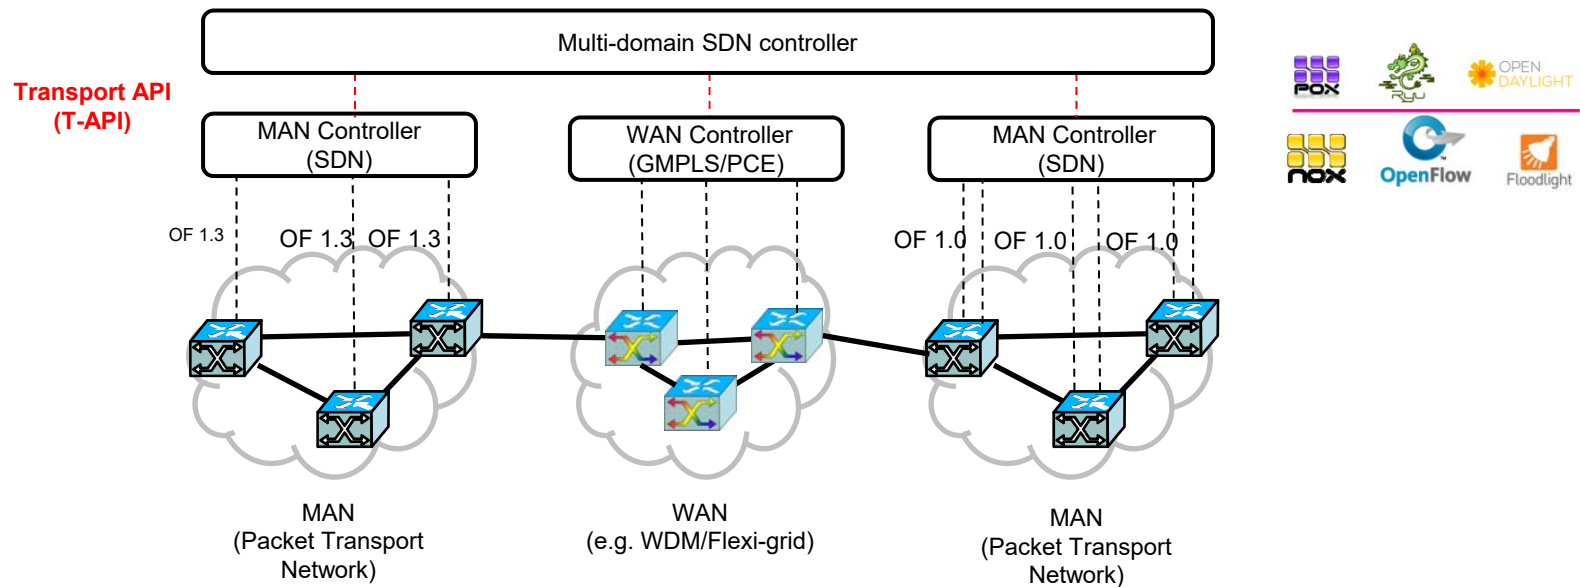 Multi-domain SDN controller
Transport API
(T-API)
MAN Controller
(SDN)
WAN Controller
(GMPLS/PCE)
MAN Controller
(SDN)
POX
RYU
OPEN
DAYLIGHT
nox
OpenFlow
TM
Floodlight
OF 1.3
OF 1.3
OF 1.3
OF 1.0
OF 1.0
OF 1.0
MAN
(Packet Transport
Network)
WAN
(e.g. WDM/Flexi-grid)
MAN
(Packet Transport
Network)